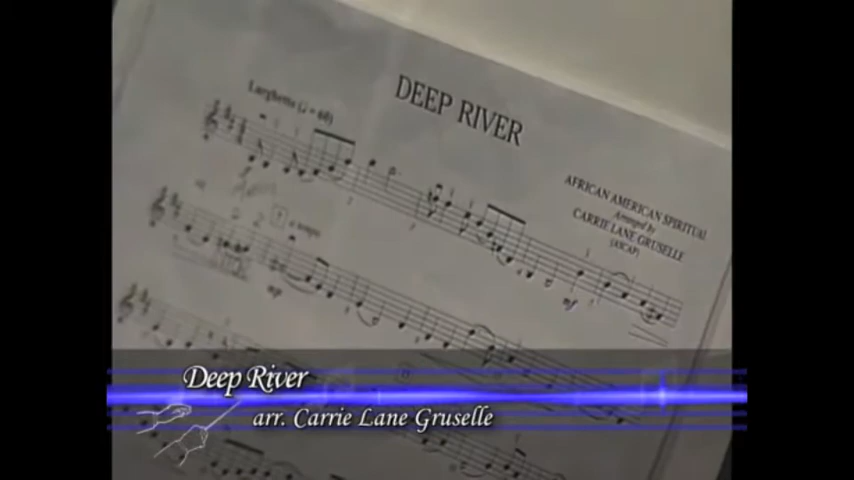 DEEP RIVER
Larghetto (♩ = 60)
AFRICAN AMERICAN SPIRITUAL
Arranged by
CARRIE LANE GRUSELLE
(ASCAP)
a tempo
mp
mf
Deep River
arr. Carrie Lane Gruselle